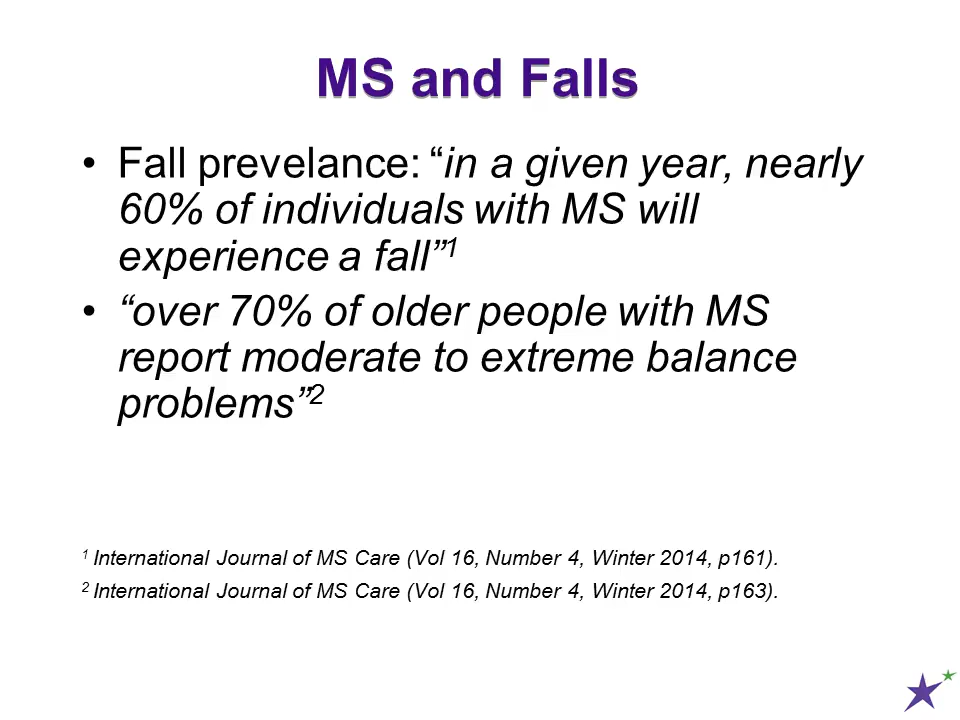 MS and Falls
• Fall prevelance: “in a given year, nearly
60% of individuals with MS will
experience a fall”1
• “over 70% of older people with MS
report moderate to extreme balance
problems”2
1 International Journal of MS Care (Vol 16, Number 4, Winter 2014, p161).
2 International Journal of MS Care (Vol 16, Number 4, Winter 2014, p163).